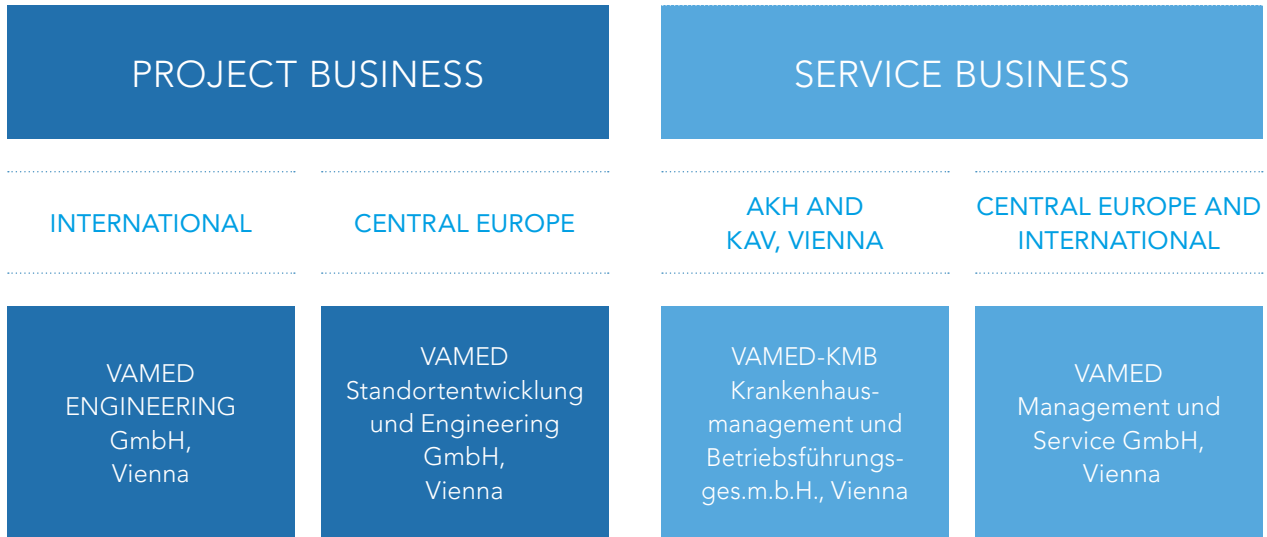 PROJECT BUSINESS
SERVICE BUSINESS
INTERNATIONAL
CENTRAL EUROPE
AKH AND
KAV, VIENNA
CENTRAL EUROPE AND
INTERNATIONAL
VAMED
ENGINEERING
GmbH,
Vienna
VAMED
Standortentwicklung
und Engineering
GmbH,
Vienna
VAMED-KMB
Krankenhaus-
management und
Betriebsführungs-
ges.m.b.H., Vienna
VAMED
Management und
Service GmbH,
Vienna